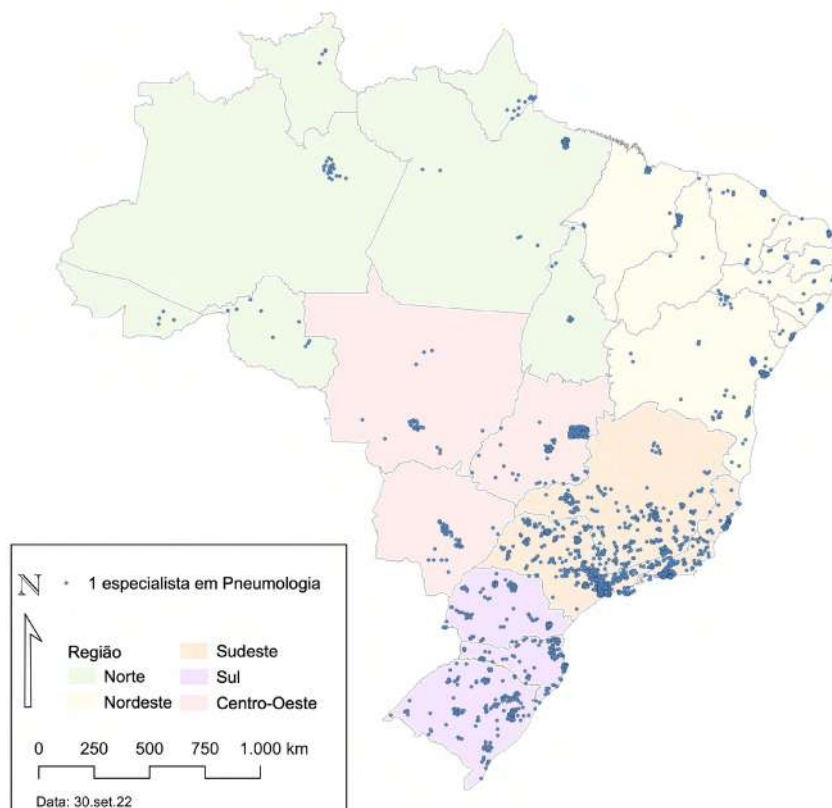 N
1 especialista em Pneumologia
Região
Norte
Nordeste
Sudeste
Sul
Centro-Oeste
0 250 500 750 1.000 km
Data: 30.set.22